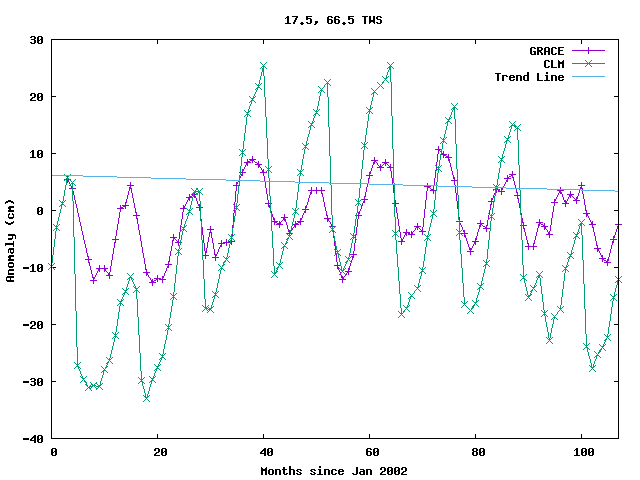 17.5, 66.5 TWS
GRACE
CLM
Trend Line
30
20
10
0
-10
-20
-30
-40
Anomaly (cm)
0 20 40 60 80 100
Months since Jan 2002